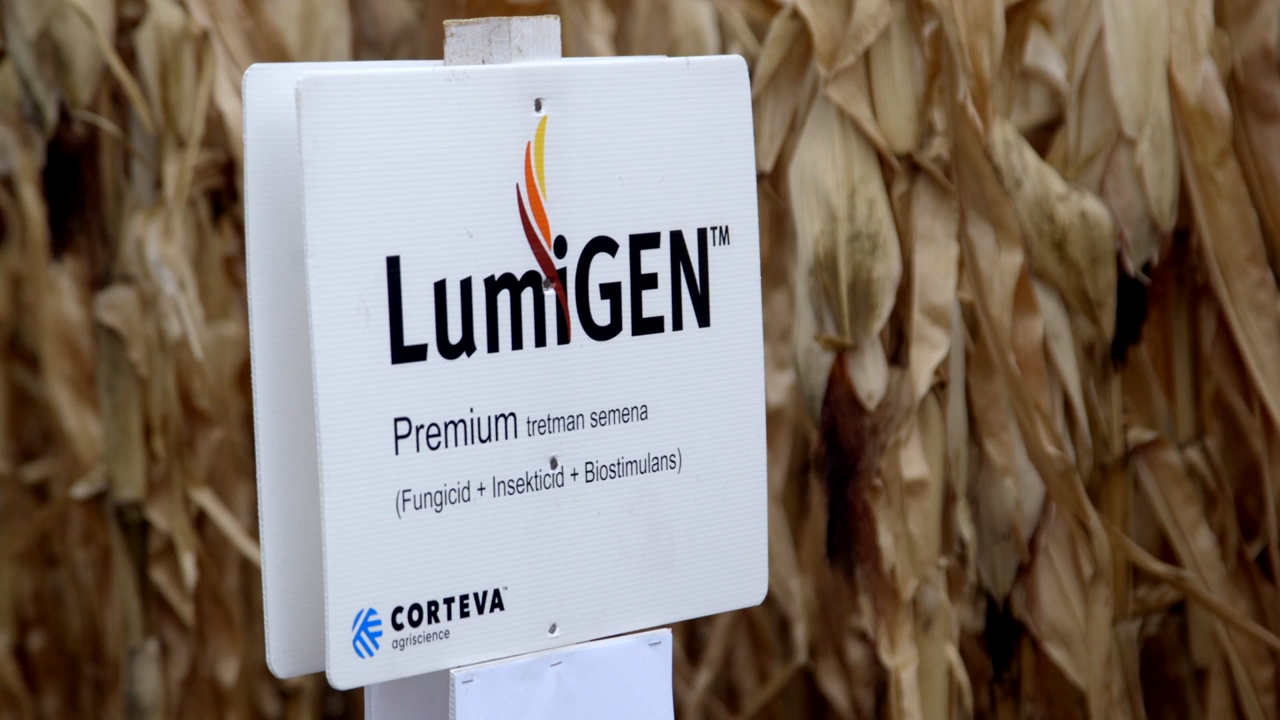 LumiGEN™
Premium tretman semena
(Fungicid + Insekticid + Biostimulans)
CORTEVA™
agriscience